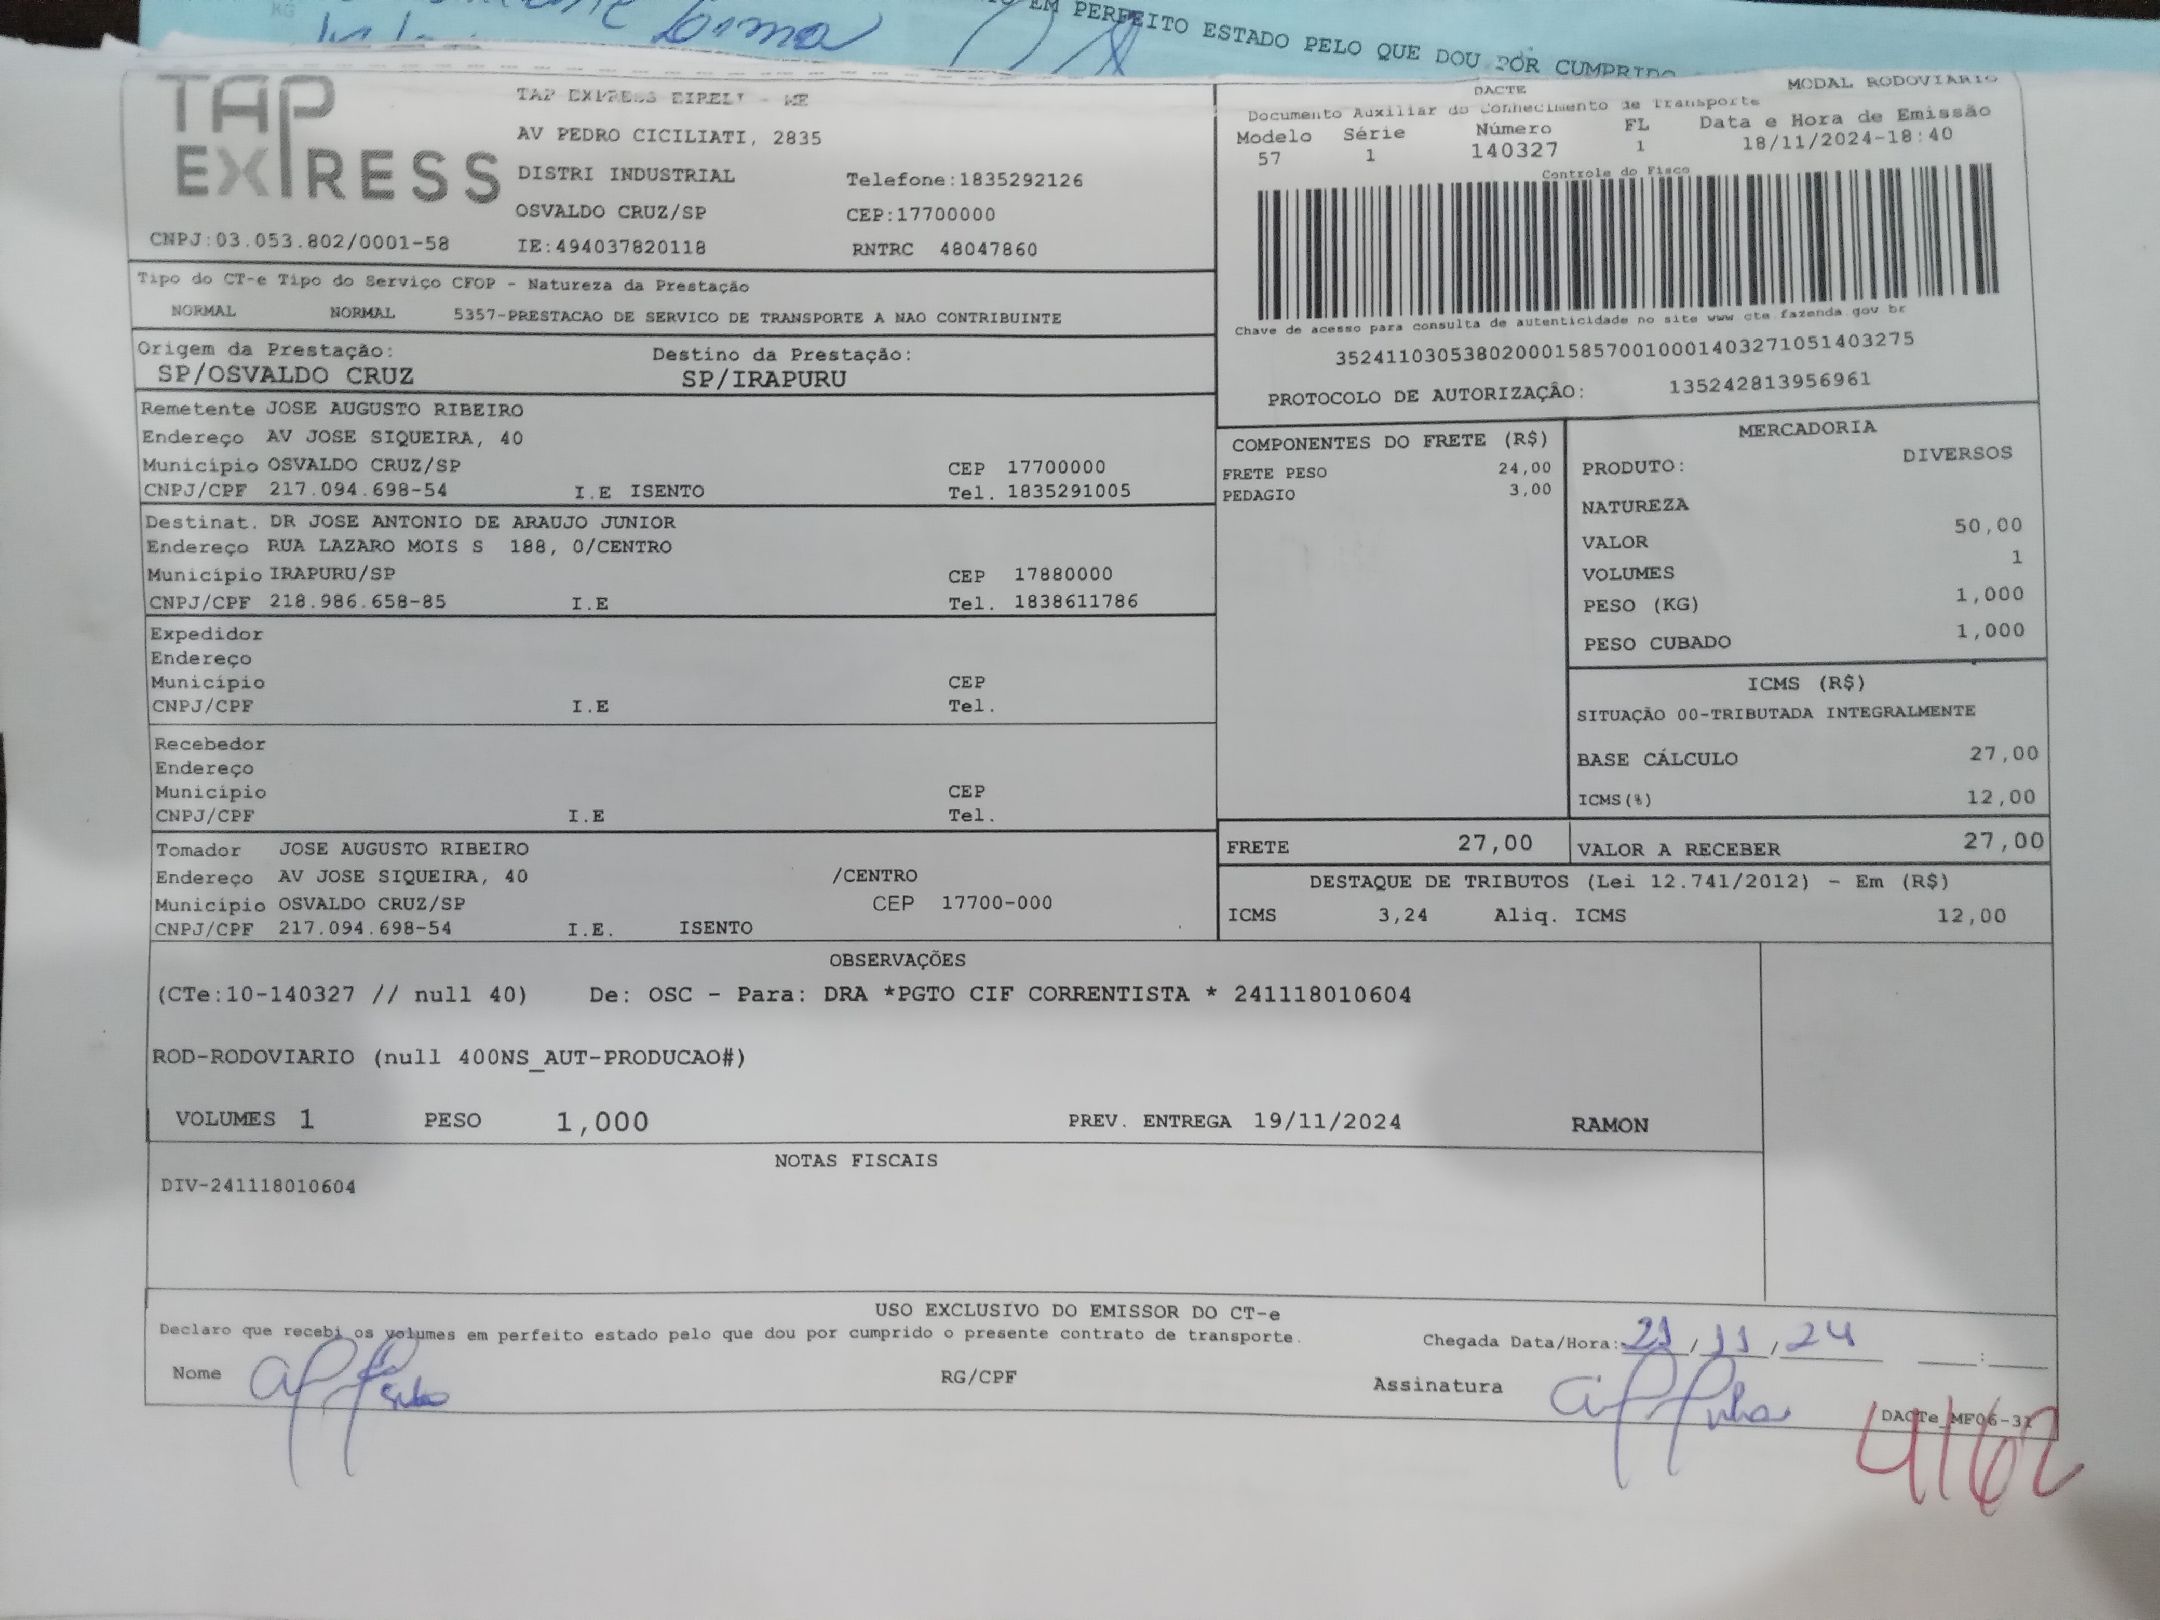 EM PERFEITO ESTADO PELO QUE DOU POR CUMPRIDO
TAP EXPRESS
TAP EXPRESS EIRELI - ME
AV PEDRO CICILIATI, 2835
DISTRI INDUSTRIAL Telefone:1835292126
OSVALDO CRUZ/SP CEP:17700000
CNPJ:03.053.802/0001-58 IE:494037820118 RNTRC 48047860
DACTE MODAL RODOVIARIO
Documento Auxiliar do Conhecimento de Transporte
Modelo Série Número FL Data e Hora de Emissão
57 1 140327 1 18/11/2024-18:40
Controle do Fisco
Chave de acesso para consulta de autenticidade no site www.cte.fazenda.gov.br
35241103053802000158570010001403271051403275
PROTOCOLO DE AUTORIZAÇÃO: 135242813956961
Tipo do CT-e Tipo do Serviço CFOP - Natureza da Prestação
NORMAL NORMAL 5357-PRESTACAO DE SERVICO DE TRANSPORTE A NAO CONTRIBUINTE
Origem da Prestação: Destino da Prestação:
SP/OSVALDO CRUZ SP/IRAPURU
Remetente JOSE AUGUSTO RIBEIRO
Endereço AV JOSE SIQUEIRA, 40
Município OSVALDO CRUZ/SP CEP 17700000
CNPJ/CPF 217.094.698-54 I.E ISENTO Tel. 1835291005
Destinat. DR JOSE ANTONIO DE ARAUJO JUNIOR
Endereço RUA LAZARO MOIS S 188, 0/CENTRO
Município IRAPURU/SP CEP 17880000
CNPJ/CPF 218.986.658-85 I.E Tel. 1838611786
Expedidor
Endereço
Município CEP
CNPJ/CPF I.E Tel.
Recebedor
Endereço
Município CEP
CNPJ/CPF I.E Tel.
Tomador JOSE AUGUSTO RIBEIRO
Endereço AV JOSE SIQUEIRA, 40 /CENTRO
Município OSVALDO CRUZ/SP CEP 17700-000
CNPJ/CPF 217.094.698-54 I.E. ISENTO
COMPONENTES DO FRETE (R$)
FRETE PESO 24,00
PEDAGIO 3,00
MERCADORIA
PRODUTO: DIVERSOS
NATUREZA
VALOR 50,00
VOLUMES 1
PESO (KG) 1,000
PESO CUBADO 1,000
ICMS (R$)
SITUAÇÃO 00-TRIBUTADA INTEGRALMENTE
BASE CÁLCULO 27,00
ICMS(%) 12,00
FRETE 27,00 VALOR A RECEBER 27,00
DESTAQUE DE TRIBUTOS (Lei 12.741/2012) - Em (R$)
ICMS 3,24 Aliq. ICMS 12,00
OBSERVAÇÕES
(CTe:10-140327 // null 40) De: OSC - Para: DRA *PGTO CIF CORRENTISTA * 241118010604
ROD-RODOVIARIO (null 400NS_AUT-PRODUCAO#)
VOLUMES 1 PESO 1,000 PREV. ENTREGA 19/11/2024 RAMON
NOTAS FISCAIS
DIV-241118010604
USO EXCLUSIVO DO EMISSOR DO CT-e
Declaro que recebi os volumes em perfeito estado pelo que dou por cumprido o presente contrato de transporte.
Chegada Data/Hora: 21/11/24 :
Nome RG/CPF Assinatura
DACTe_MF06-31
4162